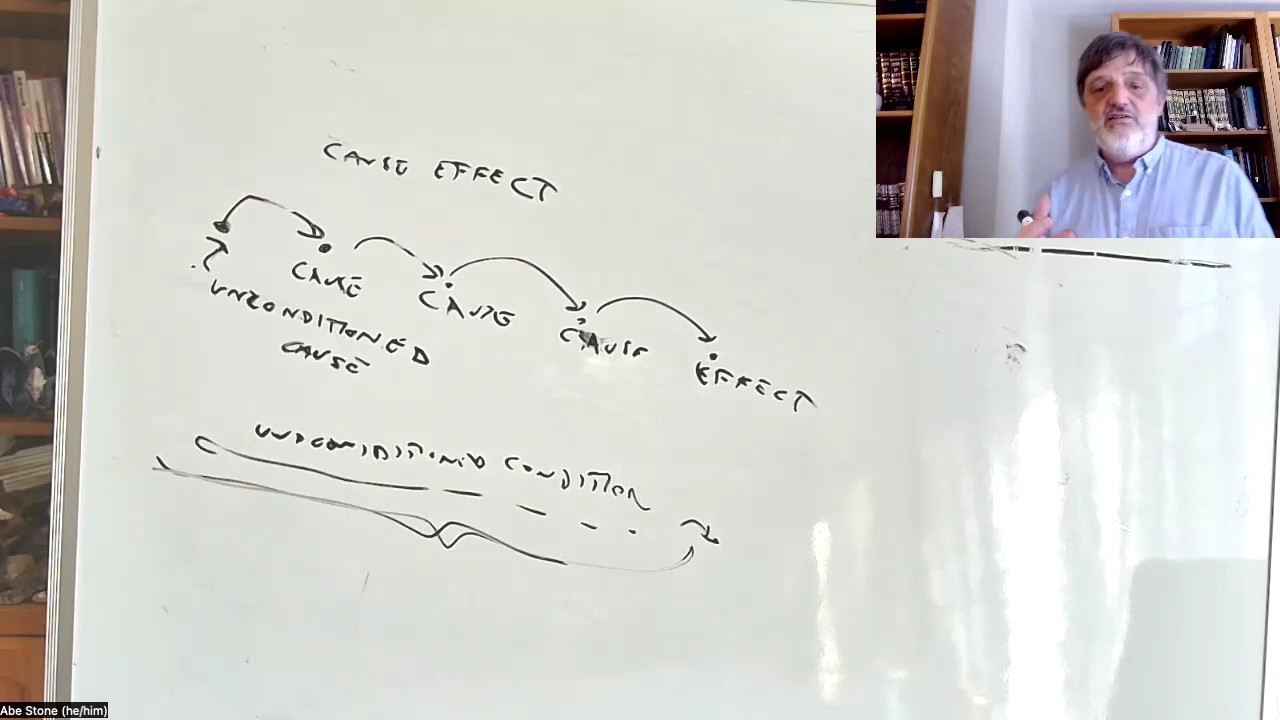 CAUSE EFFECT
CAUSE
CAUSE
CAUSE
EFFECT
UNCONDITIONED
CAUSE
UNCONDITIONED CONDITION
Abe Stone (he/him)